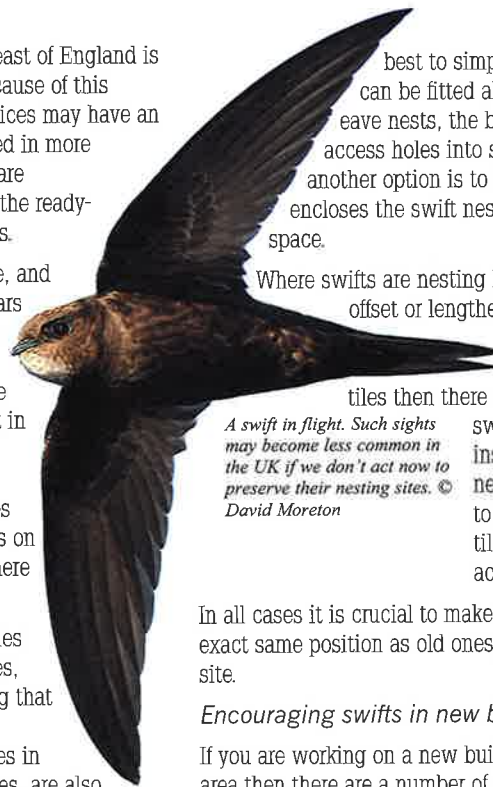 east of England is
cause of this
ices may have an
ed in more
are
the ready-
s.
e, and
ars
e
t in
es
s on
here
es
es,
g that
es in
es, are also
best to simp
can be fitted a
eave nests, the b
access holes into s
another option is to
encloses the swift nes
space.
Where swifts are nesting
offset or lengthe
tiles then there
A swift in flight. Such sights
may become less common in
the UK if we don't act now to
preserve their nesting sites. ©
David Moreton
sw
ins
ne
to
til
ac
In all cases it is crucial to make
exact same position as old ones
site.
Encouraging swifts in new b
If you are working on a new bui
area then there are a number of